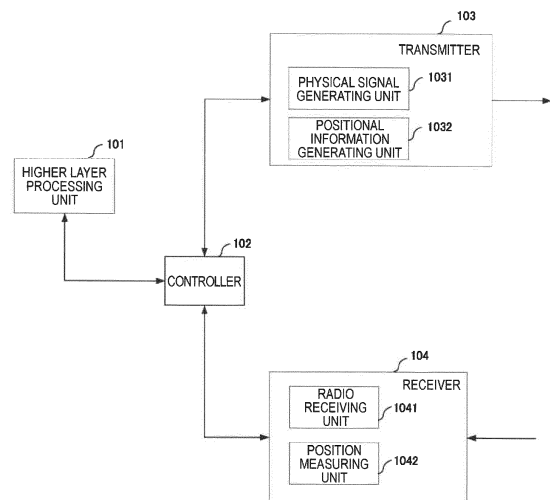 103
TRANSMITTER
PHYSICAL SIGNAL
GENERATING UNIT
1031
POSITIONAL
INFORMATION
GENERATING UNIT
1032
101
HIGHER LAYER
PROCESSING
UNIT
102
CONTROLLER
104
RECEIVER
RADIO
RECEIVING
UNIT
1041
POSITION
MEASURING
UNIT
1042